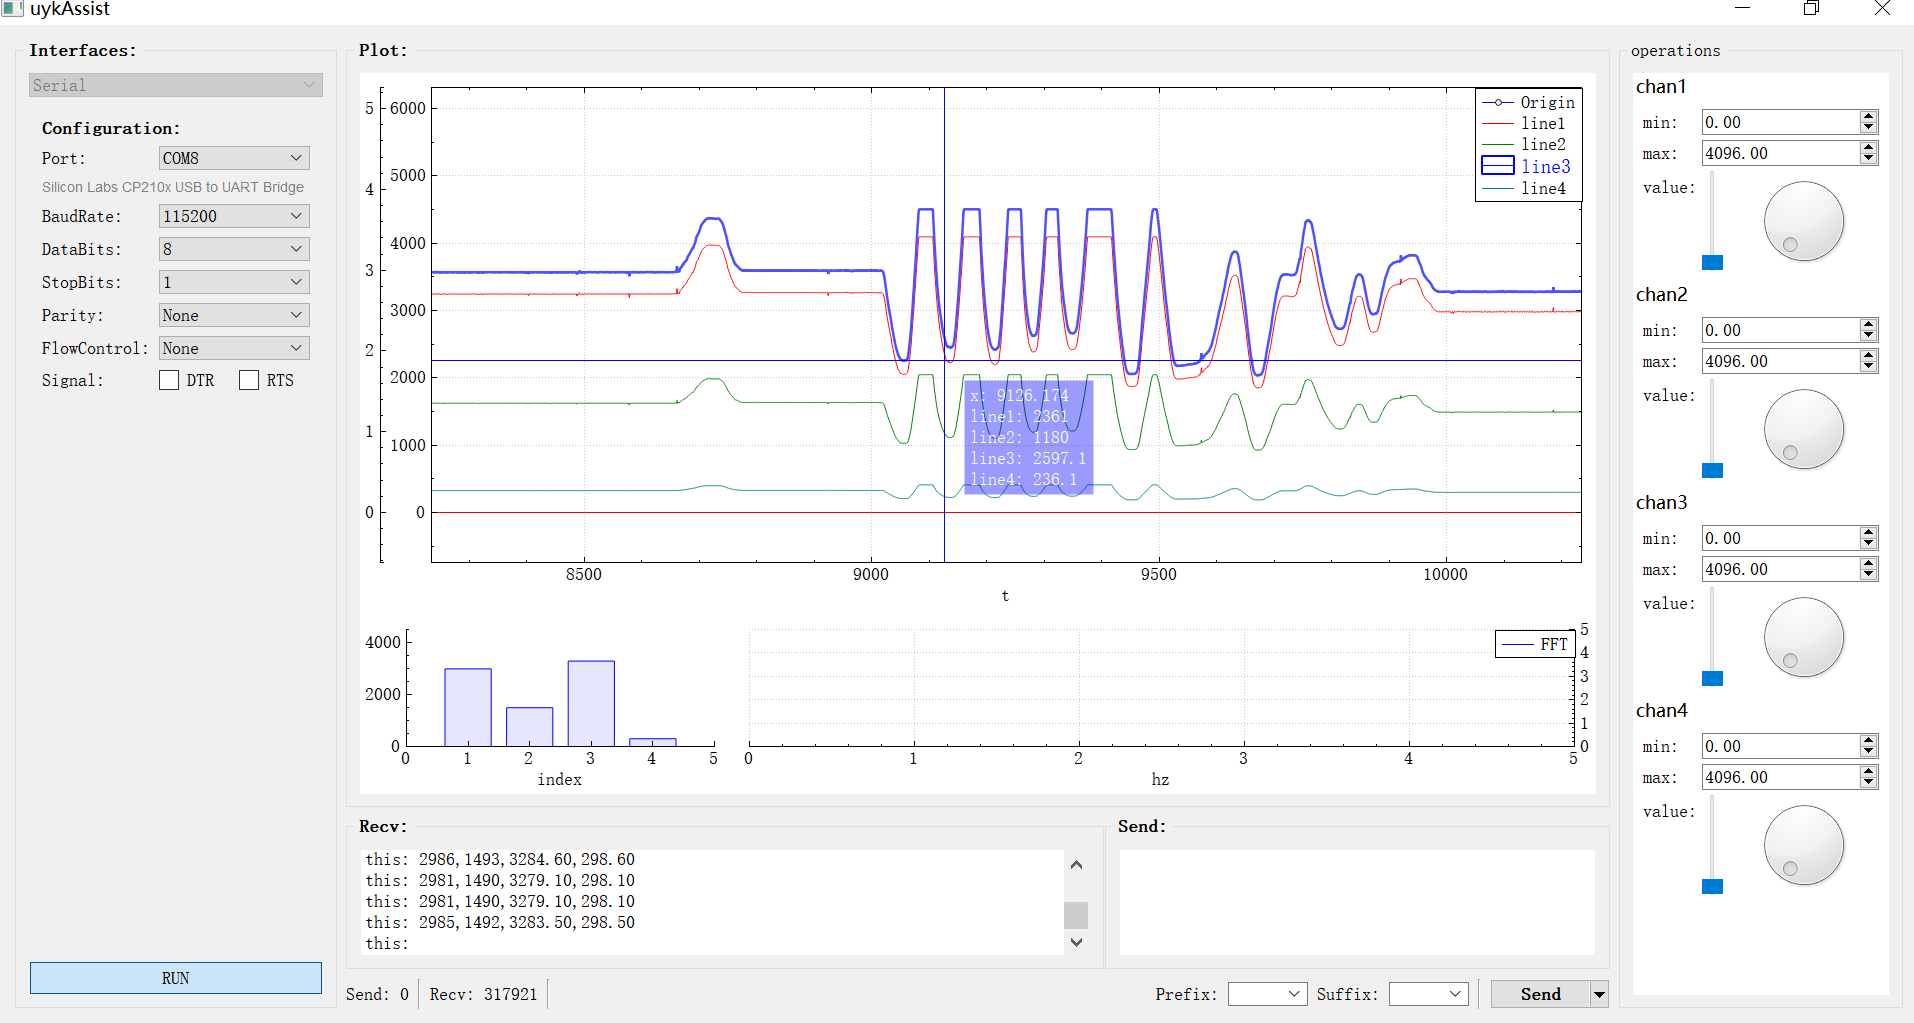 uykAssist
Interfaces:
Serial
Configuration:
Port: COM8
Silicon Labs CP210x USB to UART Bridge
BaudRate: 115200
DataBits: 8
StopBits: 1
Parity: None
FlowControl: None
Signal: DTR RTS
RUN
Plot:
5 6000
5000
4
4000
3
3000
2
2000
1
1000
0 0
8500 9000 9500 10000
t
Origin
line1
line2
line3
line4
x: 9126.174
line1: 2361
line2: 1180
line3: 2597.1
line4: 236.1
4000
2000
0
0 1 2 3 4 5
index
FFT
5
4
3
2
1
0
0 1 2 3 4 5
hz
Recv:
this: 2986,1493,3284.60,298.60
this: 2981,1490,3279.10,298.10
this: 2981,1490,3279.10,298.10
this: 2985,1492,3283.50,298.50
this:
Send:
Send: 0 Recv: 317921
Prefix: Suffix: Send
operations
chan1
min: 0.00
max: 4096.00
value:
chan2
min: 0.00
max: 4096.00
value:
chan3
min: 0.00
max: 4096.00
value:
chan4
min: 0.00
max: 4096.00
value: